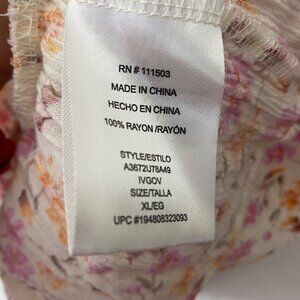 RN # 111503
MADE IN CHINA
HECHO EN CHINA
100% RAYON /RAYÓN
STYLE/ESTILO
A3672U78A49
IVGOV
SIZE/TALLA
XL/EG
UPC #194808323093